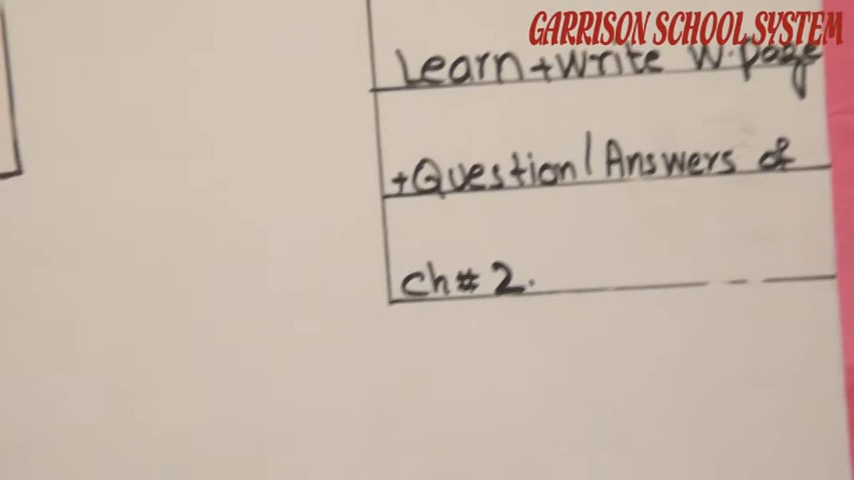 GARRISON SCHOOL SYSTEM
Learn + write w.page
+ Question / Answers of
ch # 2.